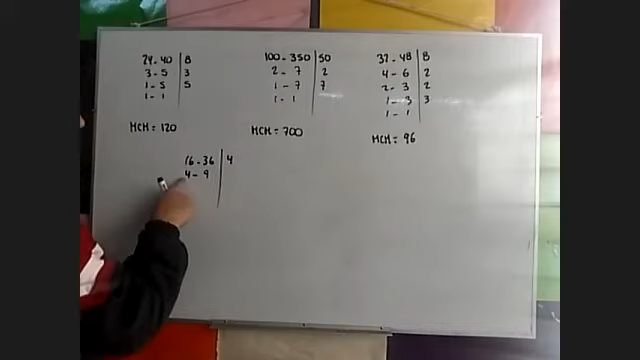 24-40 | 8
3-5 | 3
1-5 | 5
1-1
MCM = 120
100-350 | 50
2-7 | 2
1-7 | 7
1-1
MCM = 700
32-48 | 8
4-6 | 2
2-3 | 2
1-3 | 3
1-1
MCM = 96
16-36 | 4
4-9